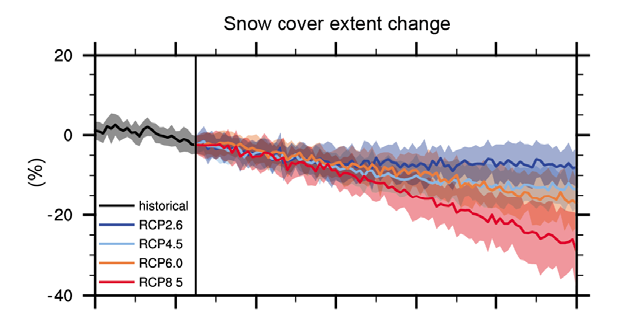 Snow cover extent change
20
0
(%)
-20
-40
historical
RCP2.6
RCP4.5
RCP6.0
RCP8 5